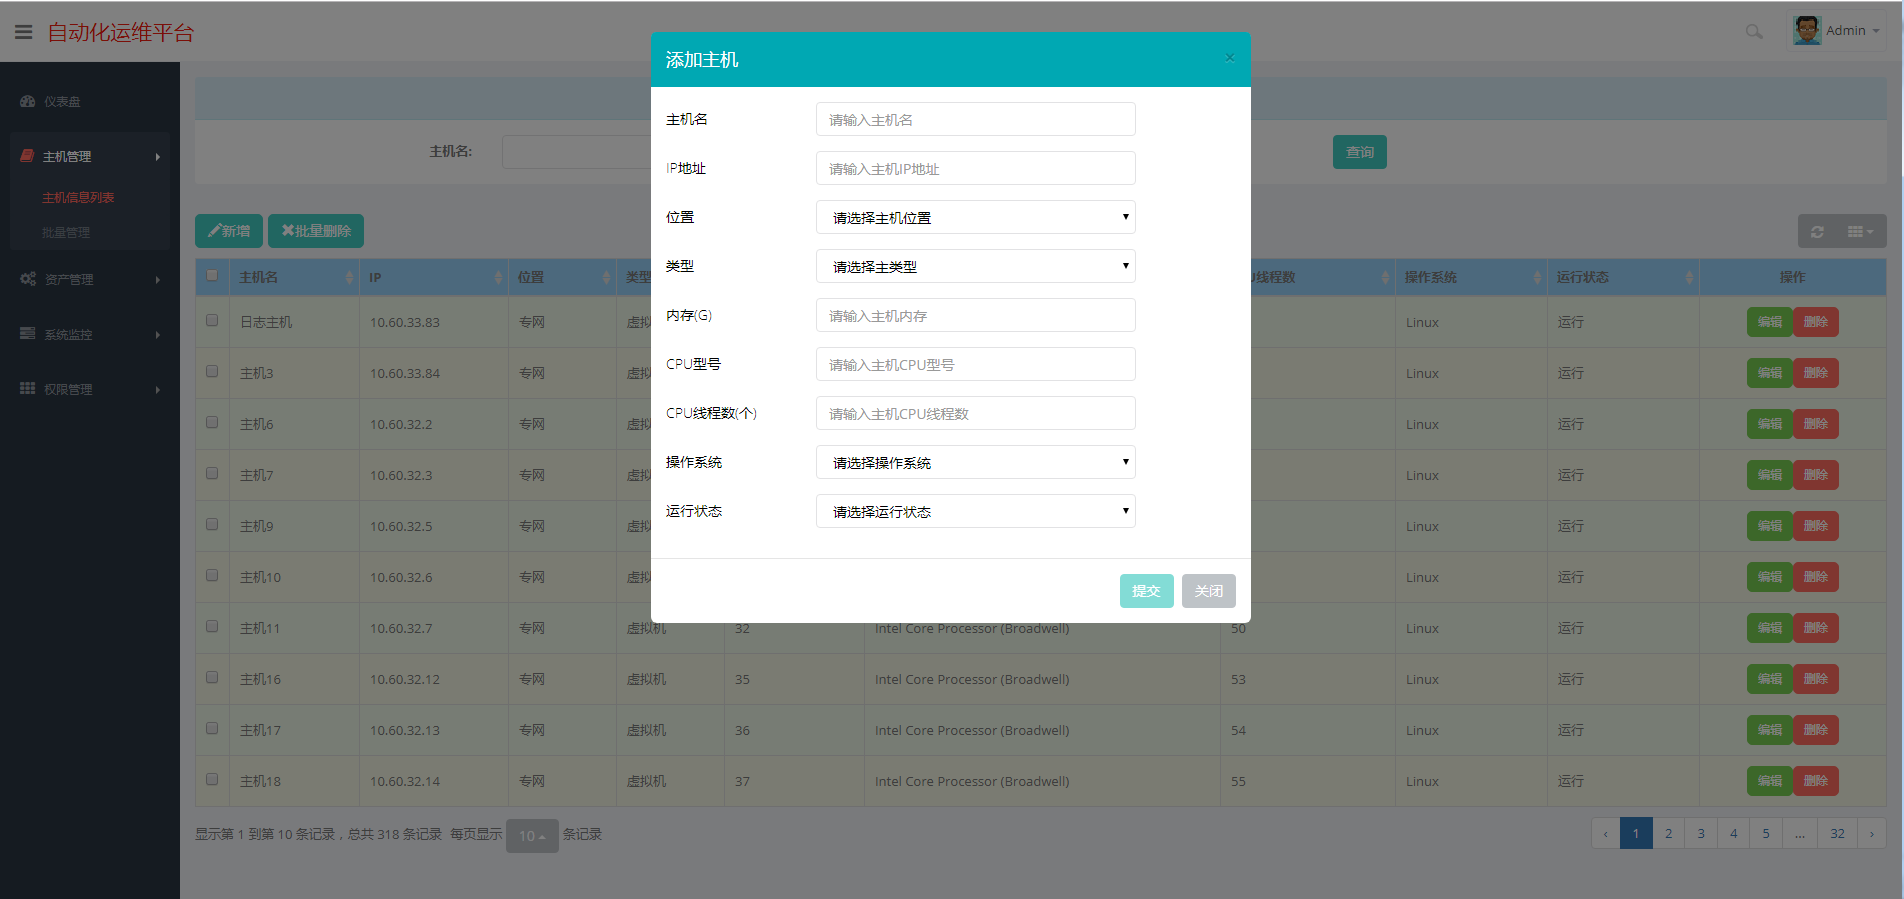 自动化运维平台
Admin
仪表盘
主机管理
主机信息列表
批量管理
资产管理
系统监控
权限管理
主机名:
查询
新增 批量删除
添加主机 ×
主机名 请输入主机名
IP地址 请输入主机IP地址
位置 请选择主机位置
类型 请选择主类型
内存(G) 请输入主机内存
CPU型号 请输入主机CPU型号
CPU线程数(个) 请输入主机CPU线程数
操作系统 请选择操作系统
运行状态 请选择运行状态
提交 关闭
主机名 IP 位置 类型 线程数 操作系统 运行状态 操作
日志主机 10.60.33.83 专网 虚拟 Linux 运行 编辑 删除
主机3 10.60.33.84 专网 虚拟 Linux 运行 编辑 删除
主机6 10.60.32.2 专网 虚拟 Linux 运行 编辑 删除
主机7 10.60.32.3 专网 虚拟 Linux 运行 编辑 删除
主机9 10.60.32.5 专网 虚拟 Linux 运行 编辑 删除
主机10 10.60.32.6 专网 虚拟 Linux 运行 编辑 删除
主机11 10.60.32.7 专网 虚拟机 32 Intel Core Processor (Broadwell) 50 Linux 运行 编辑 删除
主机16 10.60.32.12 专网 虚拟机 35 Intel Core Processor (Broadwell) 53 Linux 运行 编辑 删除
主机17 10.60.32.13 专网 虚拟机 36 Intel Core Processor (Broadwell) 54 Linux 运行 编辑 删除
主机18 10.60.32.14 专网 虚拟机 37 Intel Core Processor (Broadwell) 55 Linux 运行 编辑 删除
显示第 1 到第 10 条记录，总共 318 条记录 每页显示 10 条记录
‹ 1 2 3 4 5 ... 32 ›